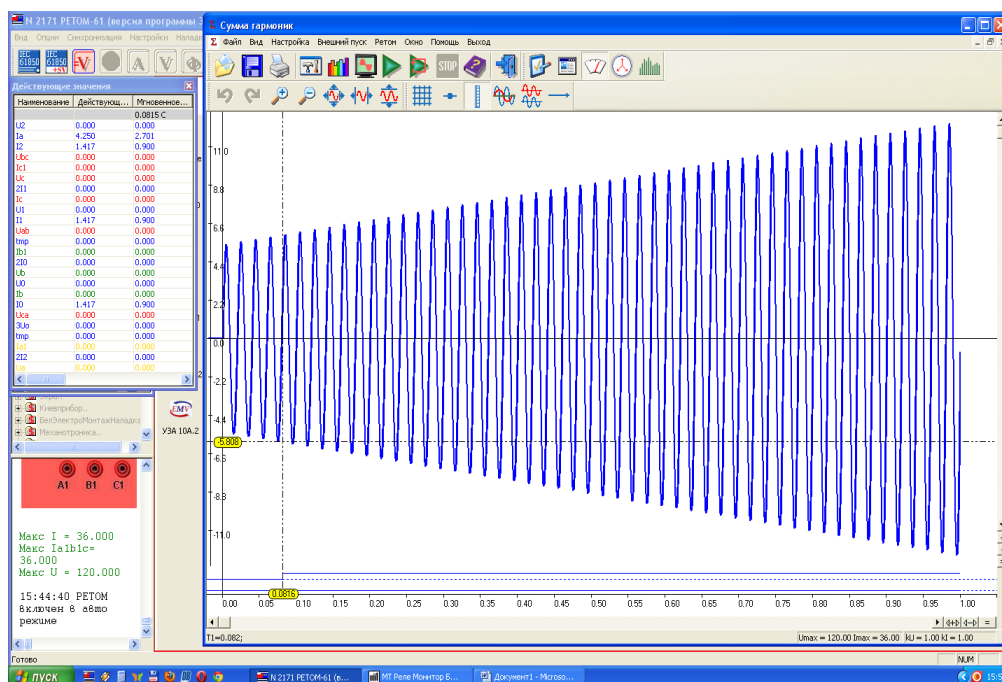 N 2171 РЕТОМ-61 (версия программы
Вид Опции Синхронизация Настройки
IEC 61850
IEC 61850
V
A
V
Действующие значения
Наименование Действующ... Мгновенное...
0.0815 С
U2 0.000 0.000
Ia 4.250 2.701
I2 1.417 0.900
Ubc 0.000 0.000
Ic1 0.000 0.000
Uc 0.000 0.000
2I1 0.000 0.000
Ic 0.000 0.000
U1 0.000 0.000
I1 1.417 0.900
Uab 0.000 0.000
tmp 0.000 0.000
Ib1 0.000 0.000
2I0 0.000 0.000
Ub 0.000 0.000
U0 0.000 0.000
Ib 0.000 0.000
I0 1.417 0.900
Uca 0.000 0.000
3Uo 0.000 0.000
tmp 0.000 0.000
Ia1 0.000 0.000
2I2 0.000 0.000
Киевприбор..
БелЭлектроМонтажНаладка
Механотроника..
EMV
УЗА 10А.2
A1 B1 C1
Макс I = 36.000
Макс Ia1b1c=
36.000
Макс U = 120.000
15:44:40 РЕТОМ
включен в авто
режиме
Сумма гармоник
Файл Вид Настройка Внешний пуск Ретом Окно Помощь Выход
STOP
11.0
8.8
6.6
4.4
2.2
0.0
-2.2
-4.4
-5.808
-6.6
-8.8
-11.0
0.0816
0.00 0.05 0.15 0.20 0.25 0.30 0.35 0.40 0.45 0.50 0.55 0.60 0.65 0.70 0.75 0.80 0.85 0.90 0.95 1.00
T1=0.082;
Umax = 120.00 Imax = 36.00 kU = 1.00 kI = 1.00
Готово
NUM
пуск
N 2171 РЕТОМ-61 (в...
МТ Реле Монитор Б...
Документ1 - Microso...